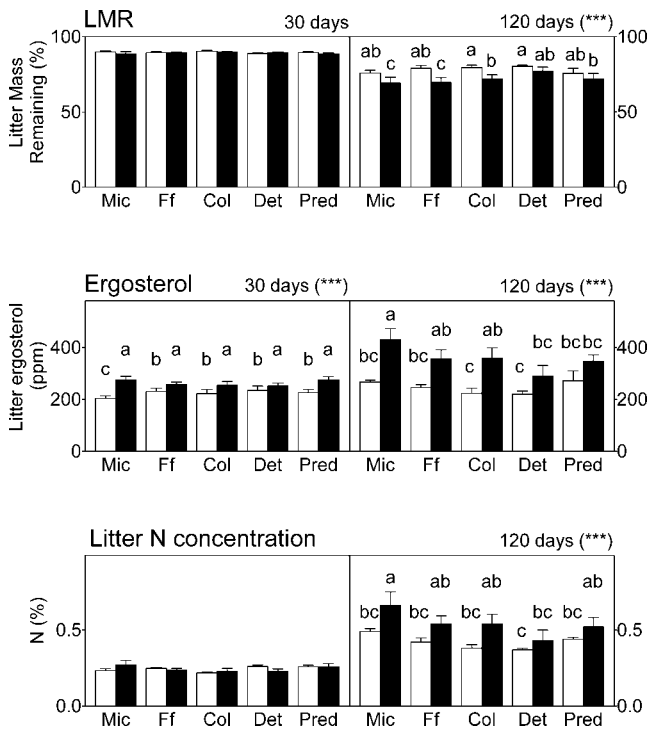 LMR 30 days 120 days (***)
100 100
ab ab a a ab
c c b ab b
Litter Mass
Remaining (%)
50 50
0 0
Mic Ff Col Det Pred Mic Ff Col Det Pred
Ergosterol 30 days (***) 120 days (***)
a
ab ab
400 400
c a b a b a b a b a bc bc c c bc bc bc
Litter ergosterol
(ppm)
200 200
0 0
Mic Ff Col Det Pred Mic Ff Col Det Pred
Litter N concentration 120 days (***)
a ab ab ab
bc bc bc c bc bc
N (%)
0.5 0.5
0.0 0.0
Mic Ff Col Det Pred Mic Ff Col Det Pred